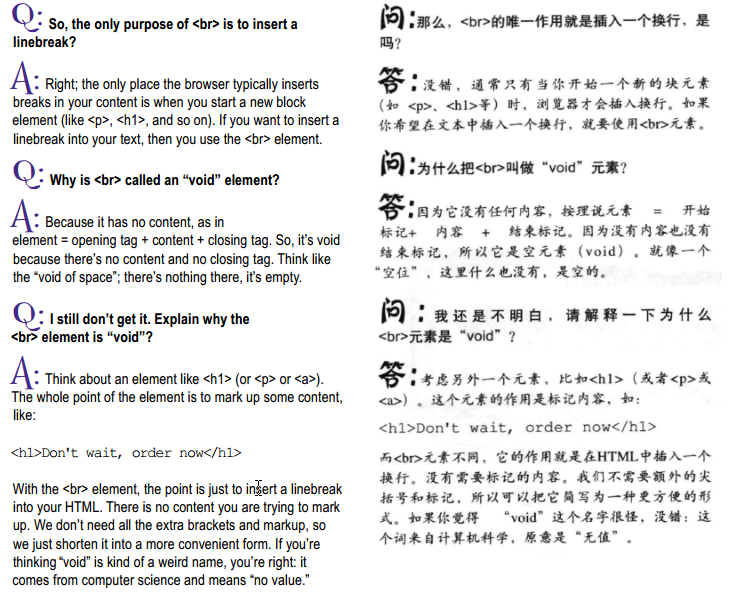 Q: So, the only purpose of <br> is to insert a
linebreak?
A: Right; the only place the browser typically inserts
breaks in your content is when you start a new block
element (like <p>, <h1>, and so on). If you want to insert a
linebreak into your text, then you use the <br> element.
Q: Why is <br> called an “void” element?
A: Because it has no content, as in
element = opening tag + content + closing tag. So, it’s void
because there’s no content and no closing tag. Think like
the “void of space”; there’s nothing there, it’s empty.
Q: I still don’t get it. Explain why the
<br> element is “void”?
A: Think about an element like <h1> (or <p> or <a>).
The whole point of the element is to mark up some content,
like:
<h1>Don't wait, order now</h1>
With the <br> element, the point is just to insert a linebreak
into your HTML. There is no content you are trying to mark
up. We don’t need all the extra brackets and markup, so
we just shorten it into a more convenient form. If you’re
thinking “void” is kind of a weird name, you’re right: it
comes from computer science and means “no value.”
问:那么，<br>的唯一作用就是插入一个换行，是
吗？
答:没错，通常只有当你开始一个新的块元素
（如 <p>、<h1>等）时，浏览器才会插入换行。如果
你希望在文本中插入一个换行，就要使用<br>元素。
问:为什么把<br>叫做“void”元素？
答:因为它没有任何内容，按理说元素 = 开始
标记+ 内容 + 结束标记。因为没有内容也没有
结束标记，所以它是空元素（void）。就像一个
“空位”，这里什么也没有，是空的。
问:我还是不明白，请解释一下为什么
<br>元素是“void”？
答:考虑另外一个元素，比如<h1>（或者<p>或
<a>）。这个元素的作用是标记内容，如：
<h1>Don't wait, order now</h1>
而<br>元素不同，它的作用就是在HTML中插入一个
换行。没有需要标记的内容。我们不需要额外的尖
括号和标记，所以可以把它简写为一种更方便的形
式。如果你觉得 “void”这个名字很怪，没错：这
个词来自计算机科学，原意是“无值”。